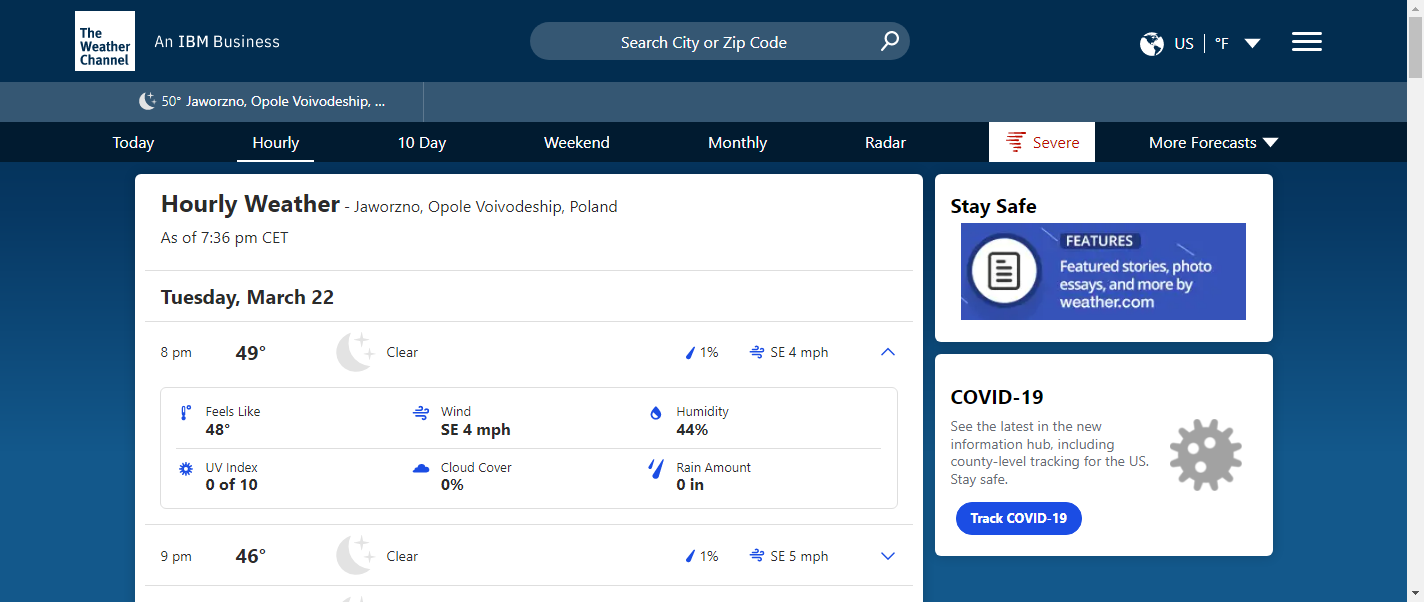 The
Weather
Channel
An IBM Business
Search City or Zip Code
US
°F
50° Jaworzno, Opole Voivodeship, ...
Today
Hourly
10 Day
Weekend
Monthly
Radar
Severe
More Forecasts
Hourly Weather - Jaworzno, Opole Voivodeship, Poland
As of 7:36 pm CET
Tuesday, March 22
8 pm 49° Clear 1% SE 4 mph
Feels Like
48°
Wind
SE 4 mph
Humidity
44%
UV Index
0 of 10
Cloud Cover
0%
Rain Amount
0 in
9 pm 46° Clear 1% SE 5 mph
Stay Safe
FEATURES
Featured stories, photo
essays, and more by
weather.com
COVID-19
See the latest in the new
information hub, including
county-level tracking for the US.
Stay safe.
Track COVID-19